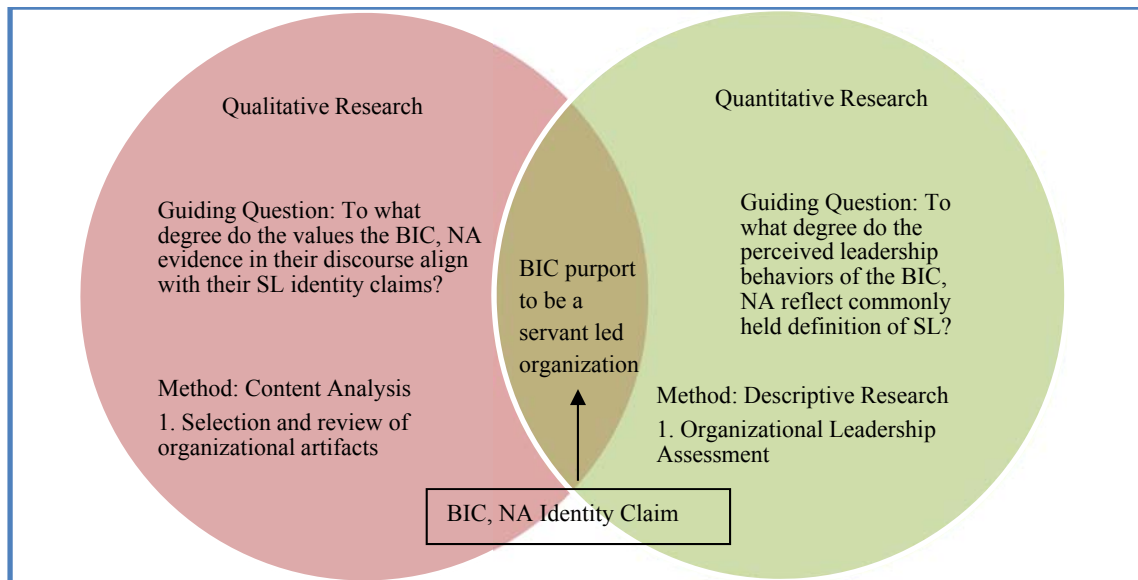 Qualitative Research
Guiding Question: To what
degree do the values the BIC, NA
evidence in their discourse align
with their SL identity claims?
Method: Content Analysis
1. Selection and review of
organizational artifacts
BIC purport
to be a
servant led
organization
Quantitative Research
Guiding Question: To
what degree do the
perceived leadership
behaviors of the BIC,
NA reflect commonly
held definition of SL?
Method: Descriptive Research
1. Organizational Leadership
Assessment
BIC, NA Identity Claim